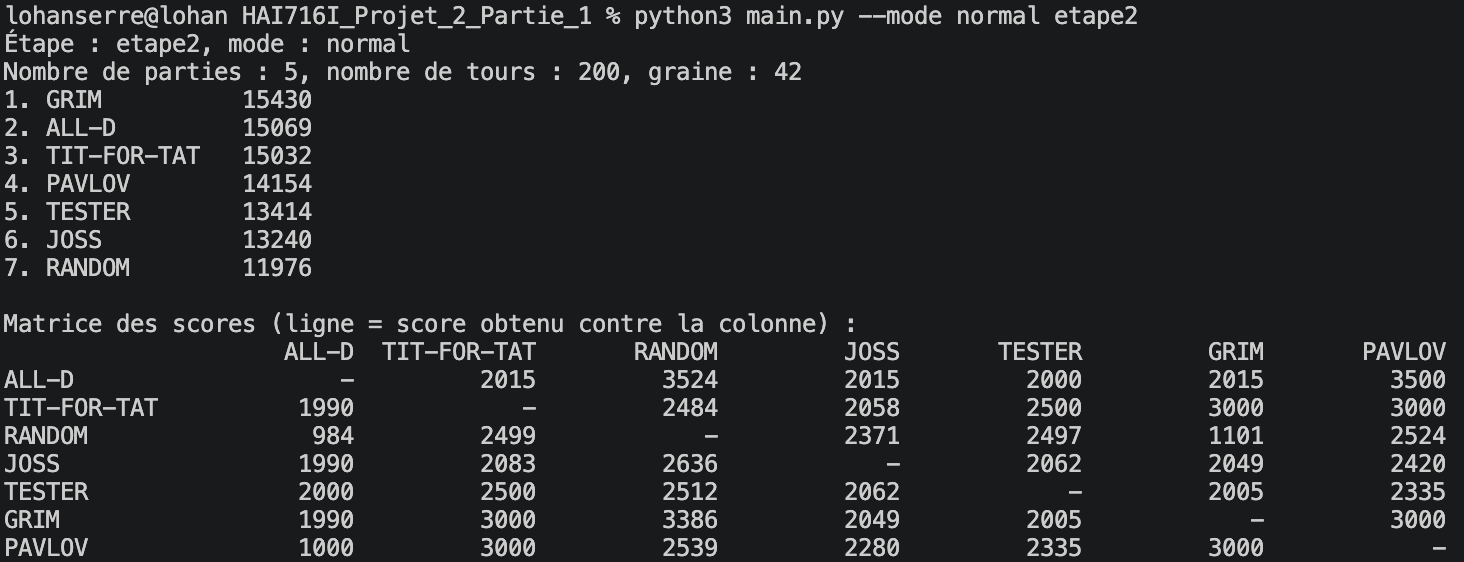 lohanserre@lohan HAI716I_Projet_2_Partie_1 % python3 main.py --mode normal etape2
Étape : etape2, mode : normal
Nombre de parties : 5, nombre de tours : 200, graine : 42
1. GRIM          15430
2. ALL-D         15069
3. TIT-FOR-TAT   15032
4. PAVLOV        14154
5. TESTER        13414
6. JOSS          13240
7. RANDOM        11976
Matrice des scores (ligne = score obtenu contre la colonne) :
                    ALL-D  TIT-FOR-TAT       RANDOM         JOSS       TESTER         GRIM       PAVLOV
ALL-D                   -         2015         3524         2015         2000         2015         3500
TIT-FOR-TAT          1990            -         2484         2058         2500         3000         3000
RANDOM                984         2499            -         2371         2497         1101         2524
JOSS                 1990         2083         2636            -         2062         2049         2420
TESTER               2000         2500         2512         2062            -         2005         2335
GRIM                 1990         3000         3386         2049         2005            -         3000
PAVLOV               1000         3000         2539         2280         2335         3000            -